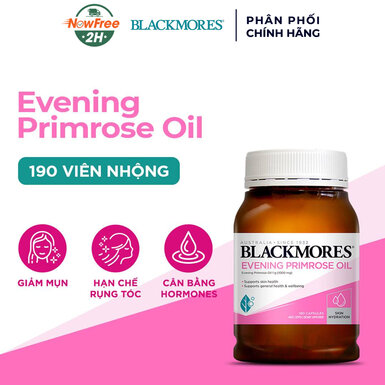 NowFree
2H
BLACKMORES
PHÂN PHỐI
CHÍNH HÃNG
Evening
Primrose Oil
190 VIÊN NHỘNG
GIẢM MỤN
HẠN CHẾ
RỤNG TÓC
CÂN BẰNG
HORMONES
AUSTRALIA • SINCE 1932
BLACKMORES®
EVENING PRIMROSE OIL
• Supports skin health
• Supports general health & wellbeing
190 CAPSULES
SKIN
HYDRATION